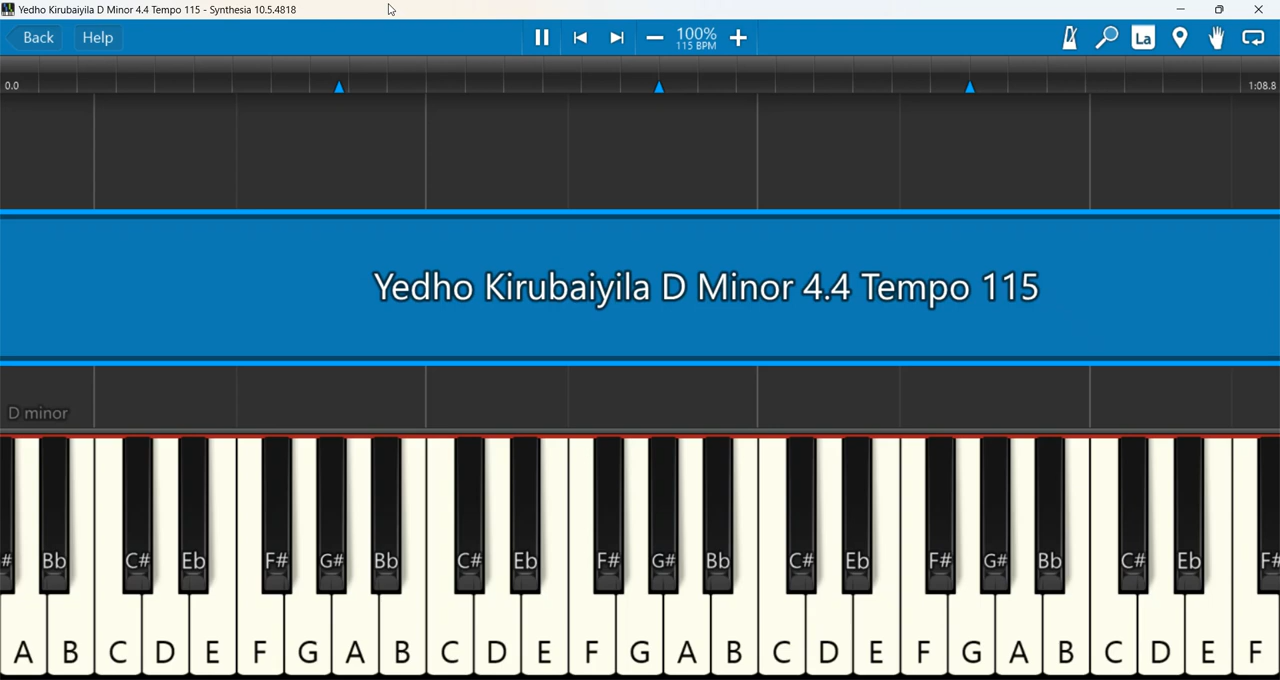 Yedho Kirubaiyila D Minor 4.4 Tempo 115 - Synthesia 10.5.4818
Back Help 100% La
115 BPM
0.0 1:08.8
Yedho Kirubaiyila D Minor 4.4 Tempo 115
D minor
# Bb C# Eb F# G# Bb C# Eb F# G# Bb C# Eb F# G# Bb C# Eb F#
A B C D E F G A B C D E F G A B C D E F G A B C D E F